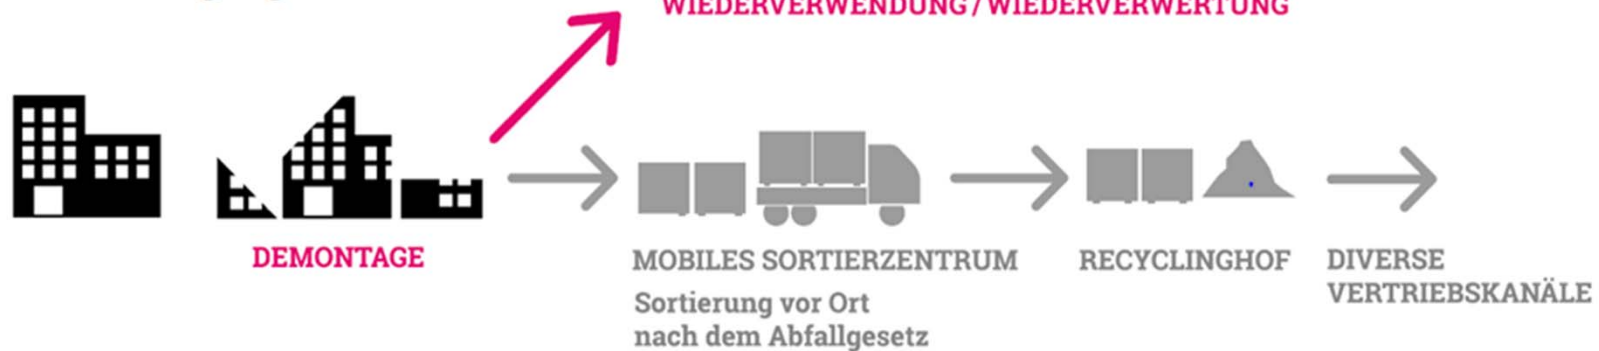 WIEDERVERWENDUNG / WIEDERVERWERTUNG
DEMONTAGE
MOBILES SORTIERZENTRUM
Sortierung vor Ort
nach dem Abfallgesetz
RECYCLINGHOF
DIVERSE
VERTRIEBSKANÄLE